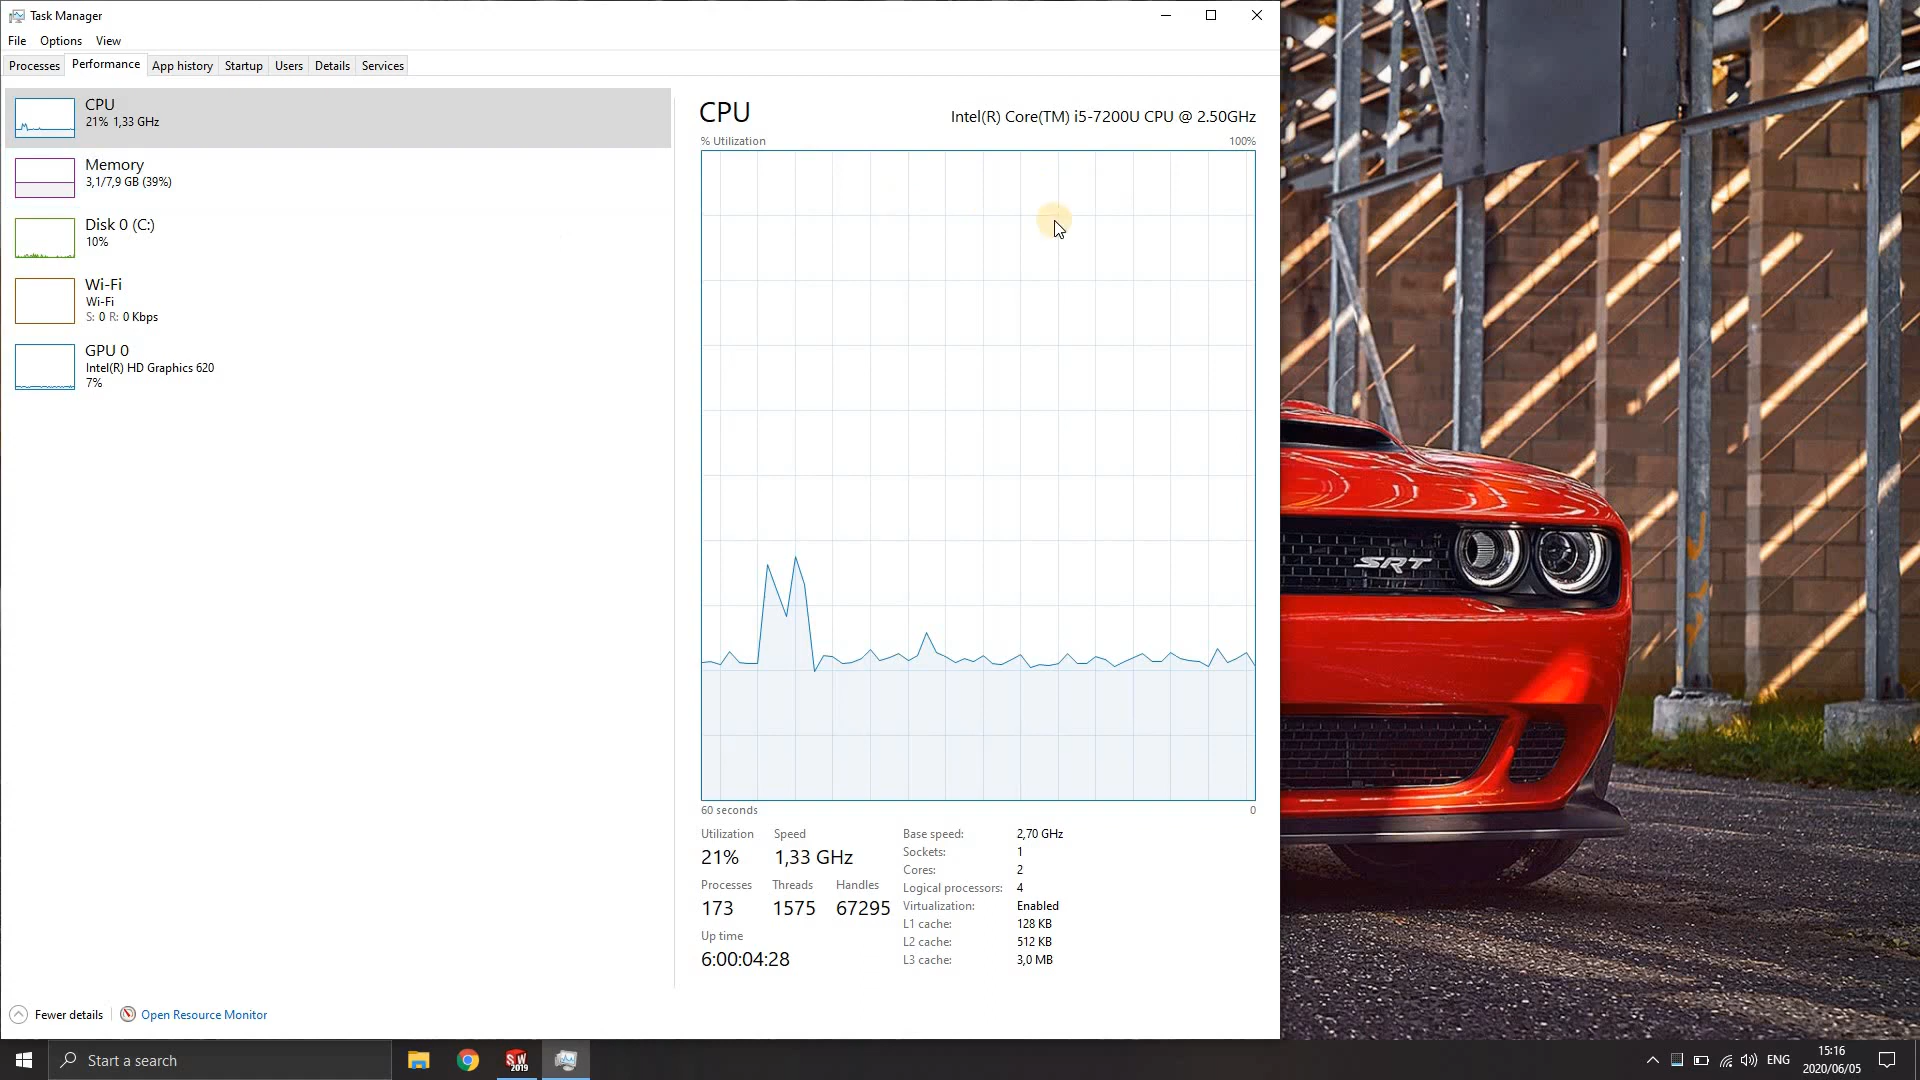 Task Manager
File Options View
Processes Performance App history Startup Users Details Services
CPU
21% 1,33 GHz
Memory
3,1/7,9 GB (39%)
Disk 0 (C:)
10%
Wi-Fi
Wi-Fi
S: 0 R: 0 Kbps
GPU 0
Intel(R) HD Graphics 620
7%
CPU Intel(R) Core(TM) i5-7200U CPU @ 2.50GHz
% Utilization 100%
60 seconds 0
Utilization Speed
21% 1,33 GHz
Processes Threads Handles
173 1575 67295
Up time
6:00:04:28
Base speed: 2,70 GHz
Sockets: 1
Cores: 2
Logical processors: 4
Virtualization: Enabled
L1 cache: 128 KB
L2 cache: 512 KB
L3 cache: 3,0 MB
Fewer details Open Resource Monitor
SRT
Start a search
SW
2019
ENG
15:16
2020/06/05